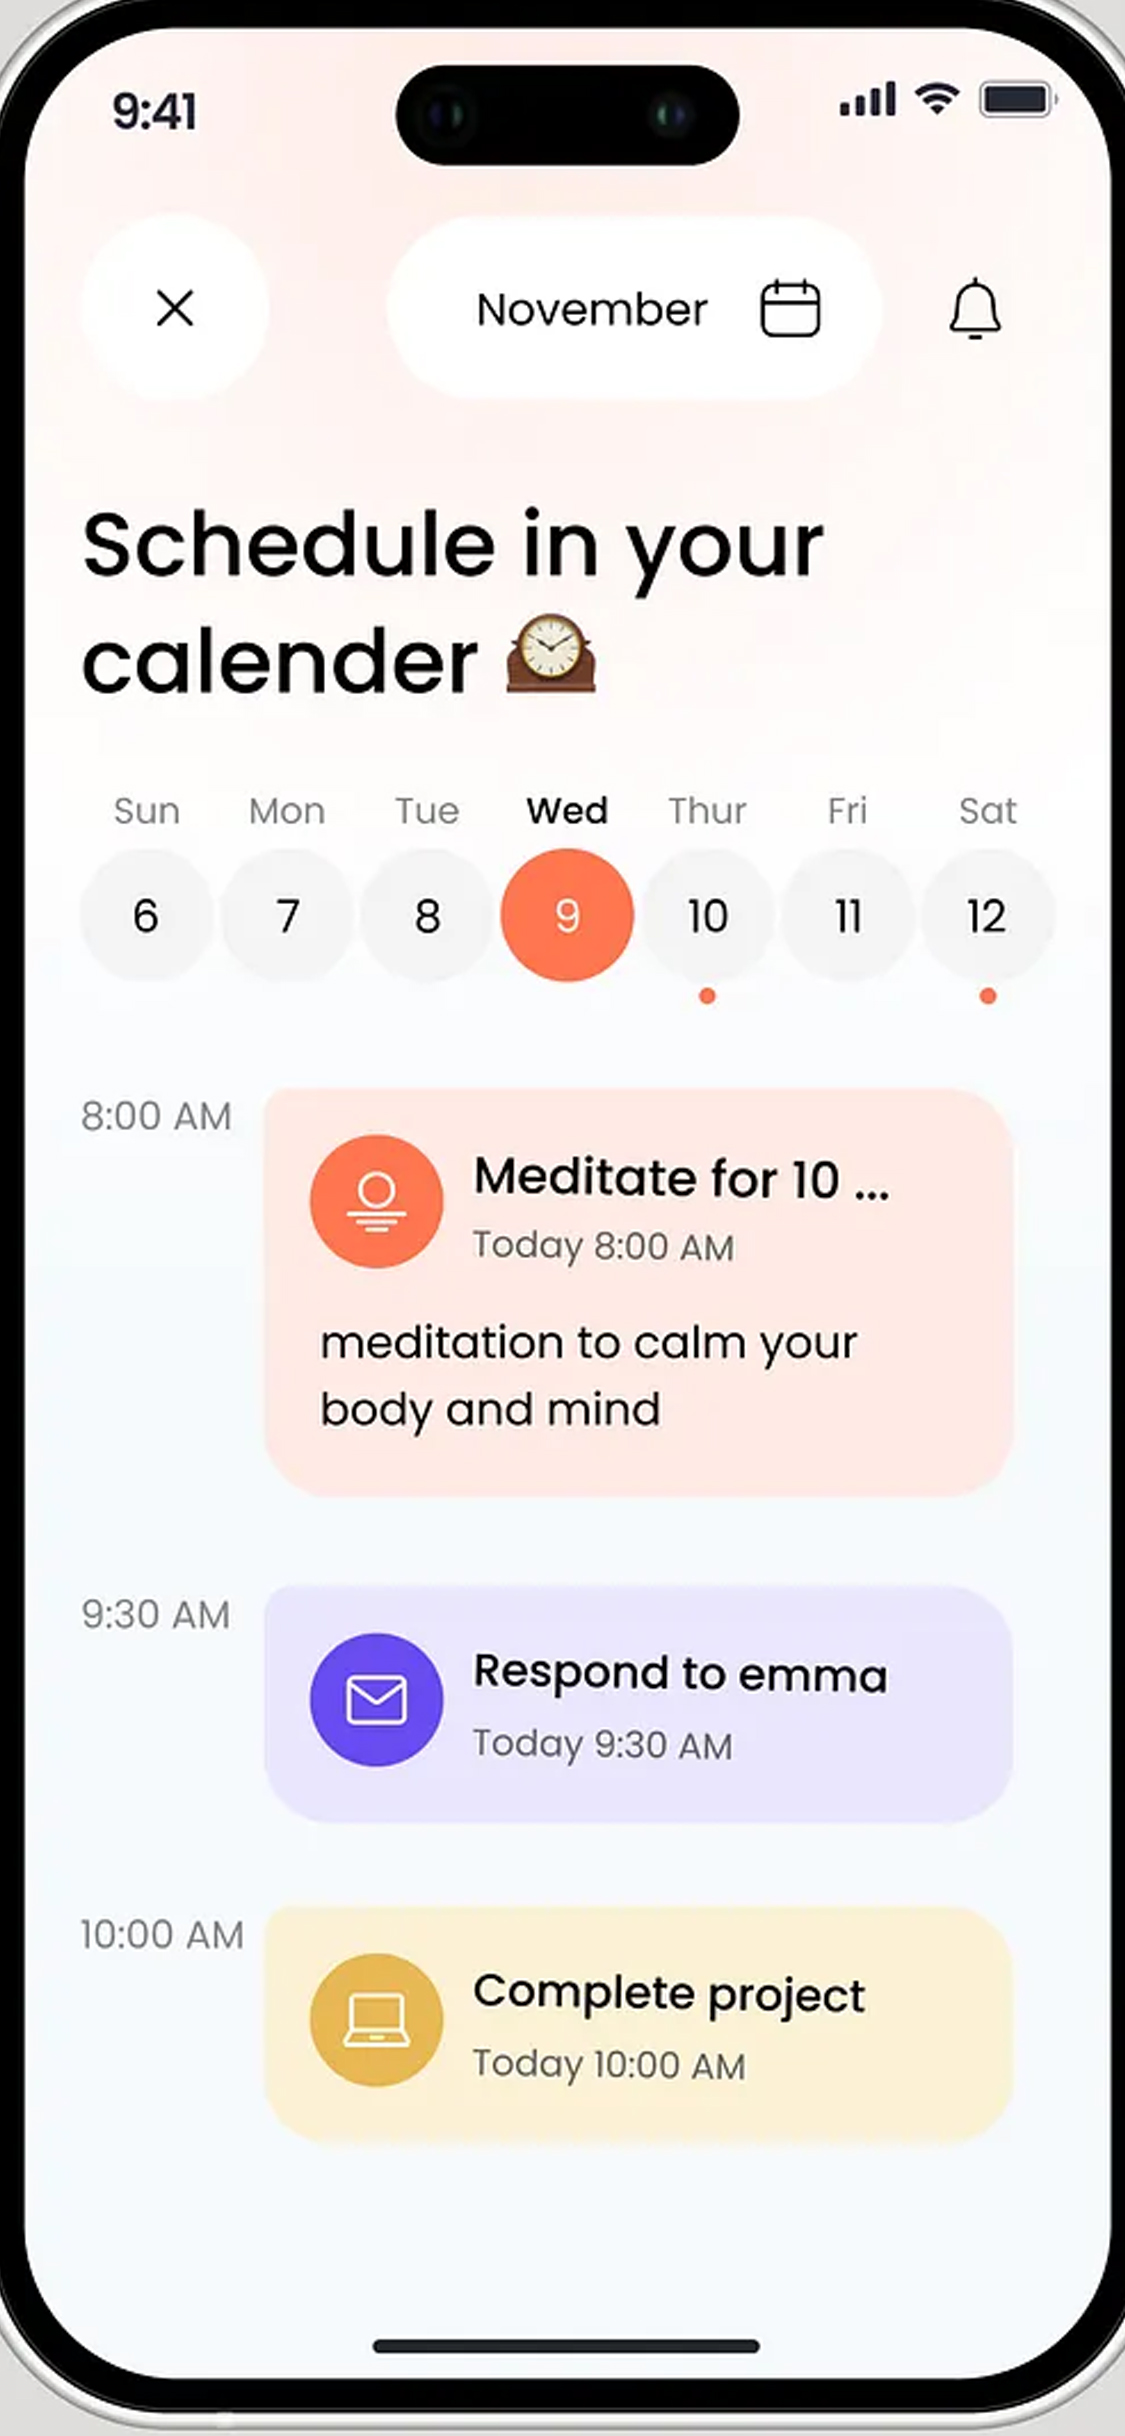 9:41
November
Schedule in your
calender
Sun Mon Tue Wed Thur Fri Sat
6 7 8 9 10 11 12
8:00 AM
Meditate for 10 ...
Today 8:00 AM
meditation to calm your
body and mind
9:30 AM
Respond to emma
Today 9:30 AM
10:00 AM
Complete project
Today 10:00 AM